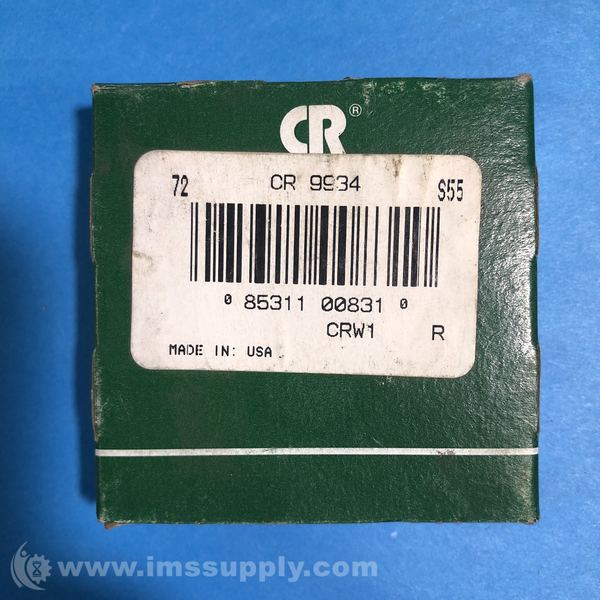 CR®
72 CR 9934 S55
0 85311 00831 0
CRW1 R
MADE IN: USA
www.imssupply.com